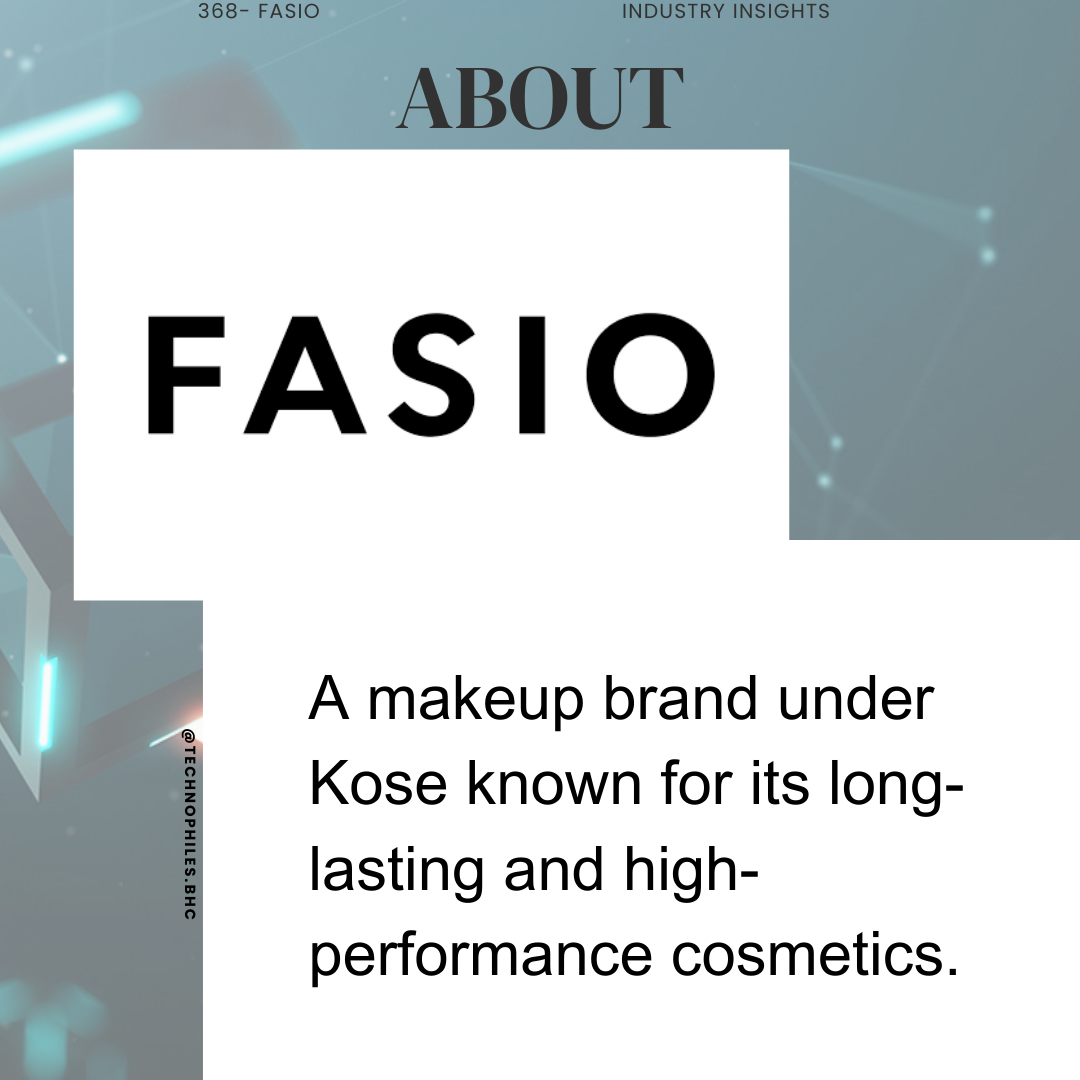 368- FASIO
INDUSTRY INSIGHTS
ABOUT
FASIO
A makeup brand under
Kose known for its long-
lasting and high-
performance cosmetics.
@TECHNOPHILES.BHC